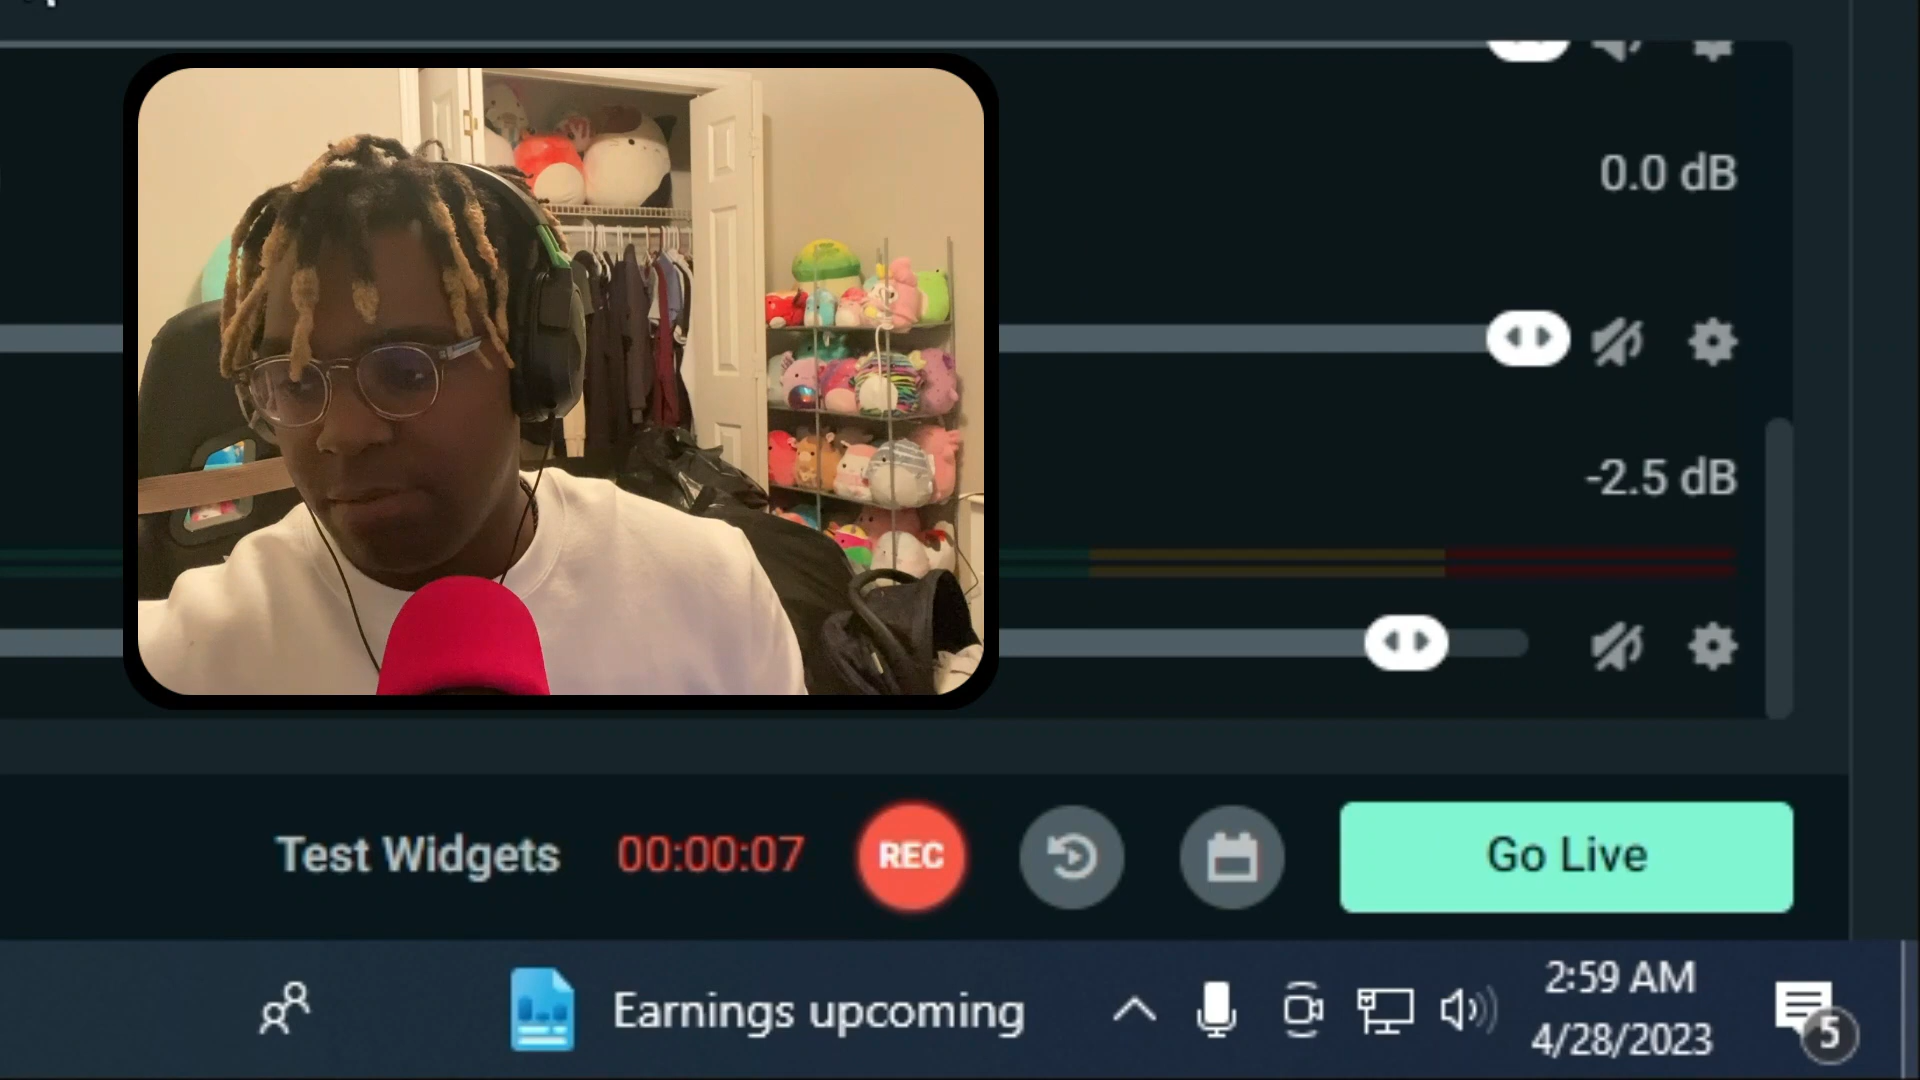 0.0 dB
-2.5 dB
Test Widgets
00:00:07
REC
Go Live
Earnings upcoming
2:59 AM
4/28/2023
5